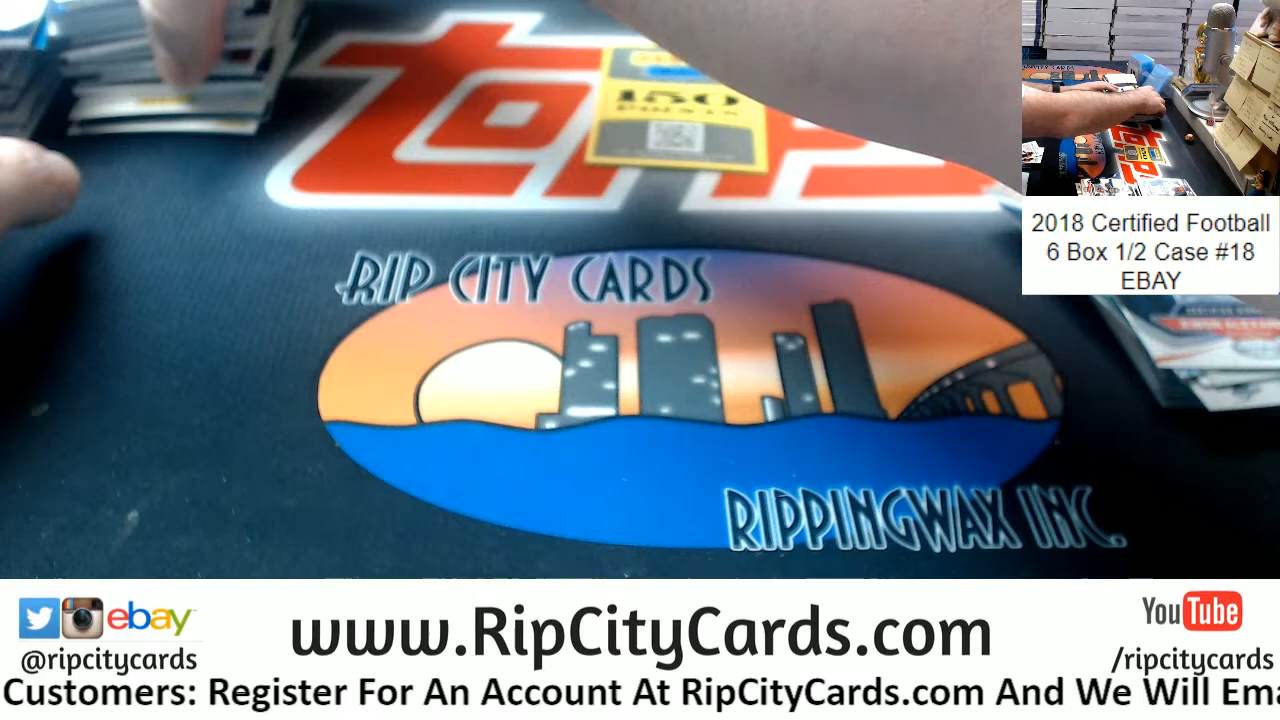 topps
150
POINTS
RIP CITY CARDS
RIPPINGWAX INC.
2018 Certified Football
6 Box 1/2 Case #18
EBAY
ebay
@ripcitycards
www.RipCityCards.com
YouTube
/ripcitycards
Customers: Register For An Account At RipCityCards.com And We Will Ema